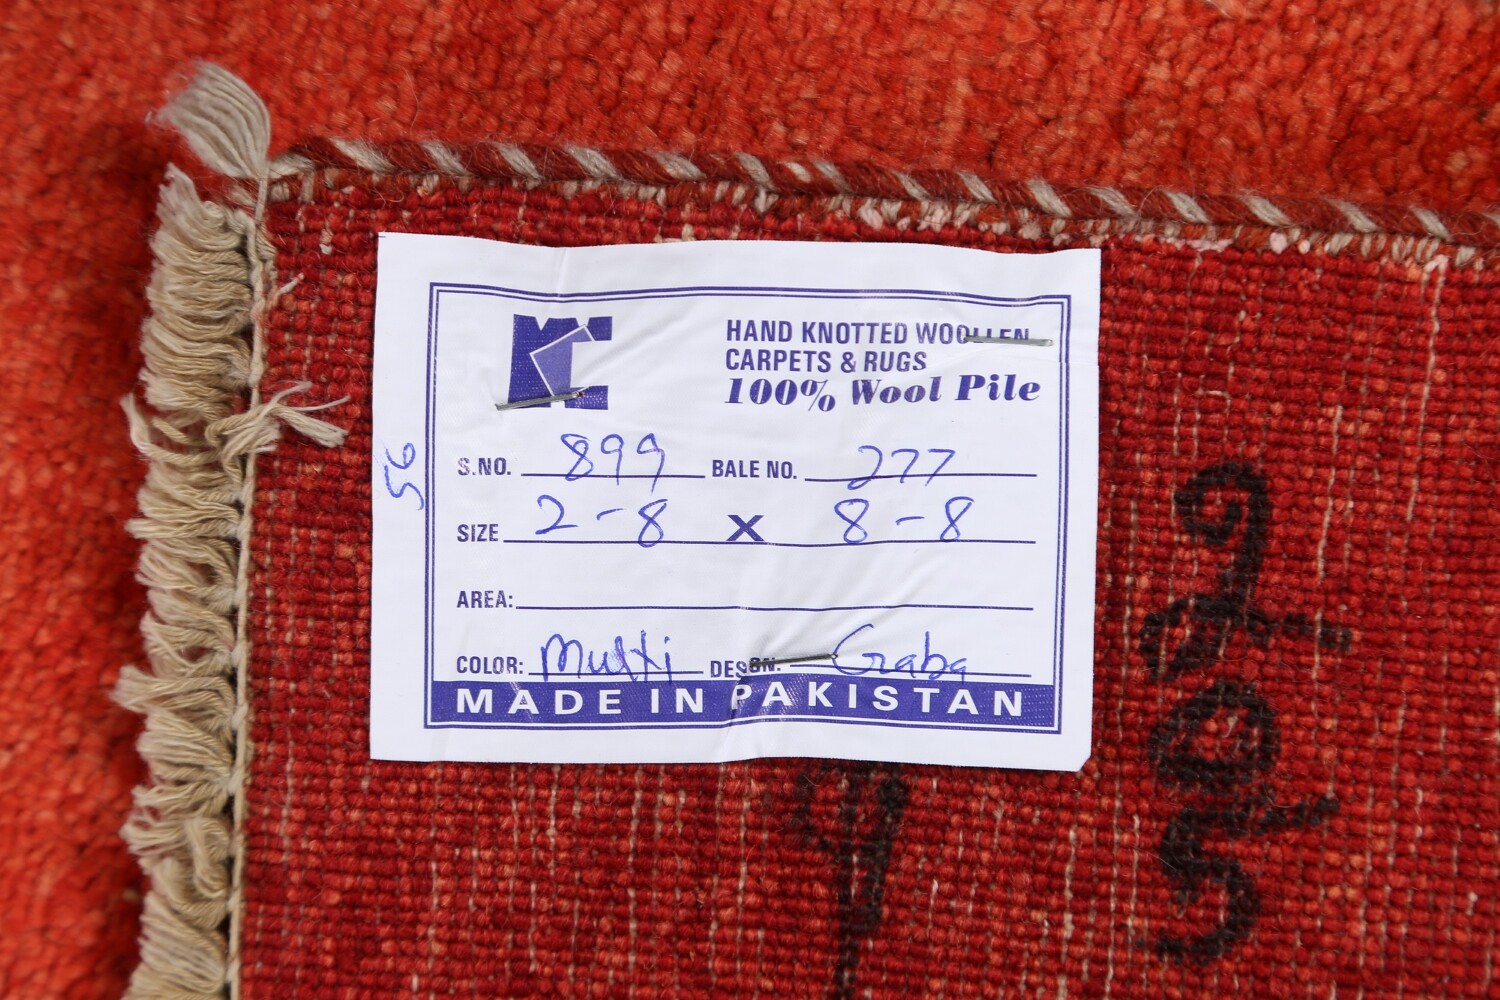 HAND KNOTTED WOOLLEN
CARPETS & RUGS
100% Wool Pile
56
S.NO. 899 BALE NO. 277
SIZE 2-8 X 8-8
AREA:
COLOR: Multi DESGN: Gaba
MADE IN PAKISTAN